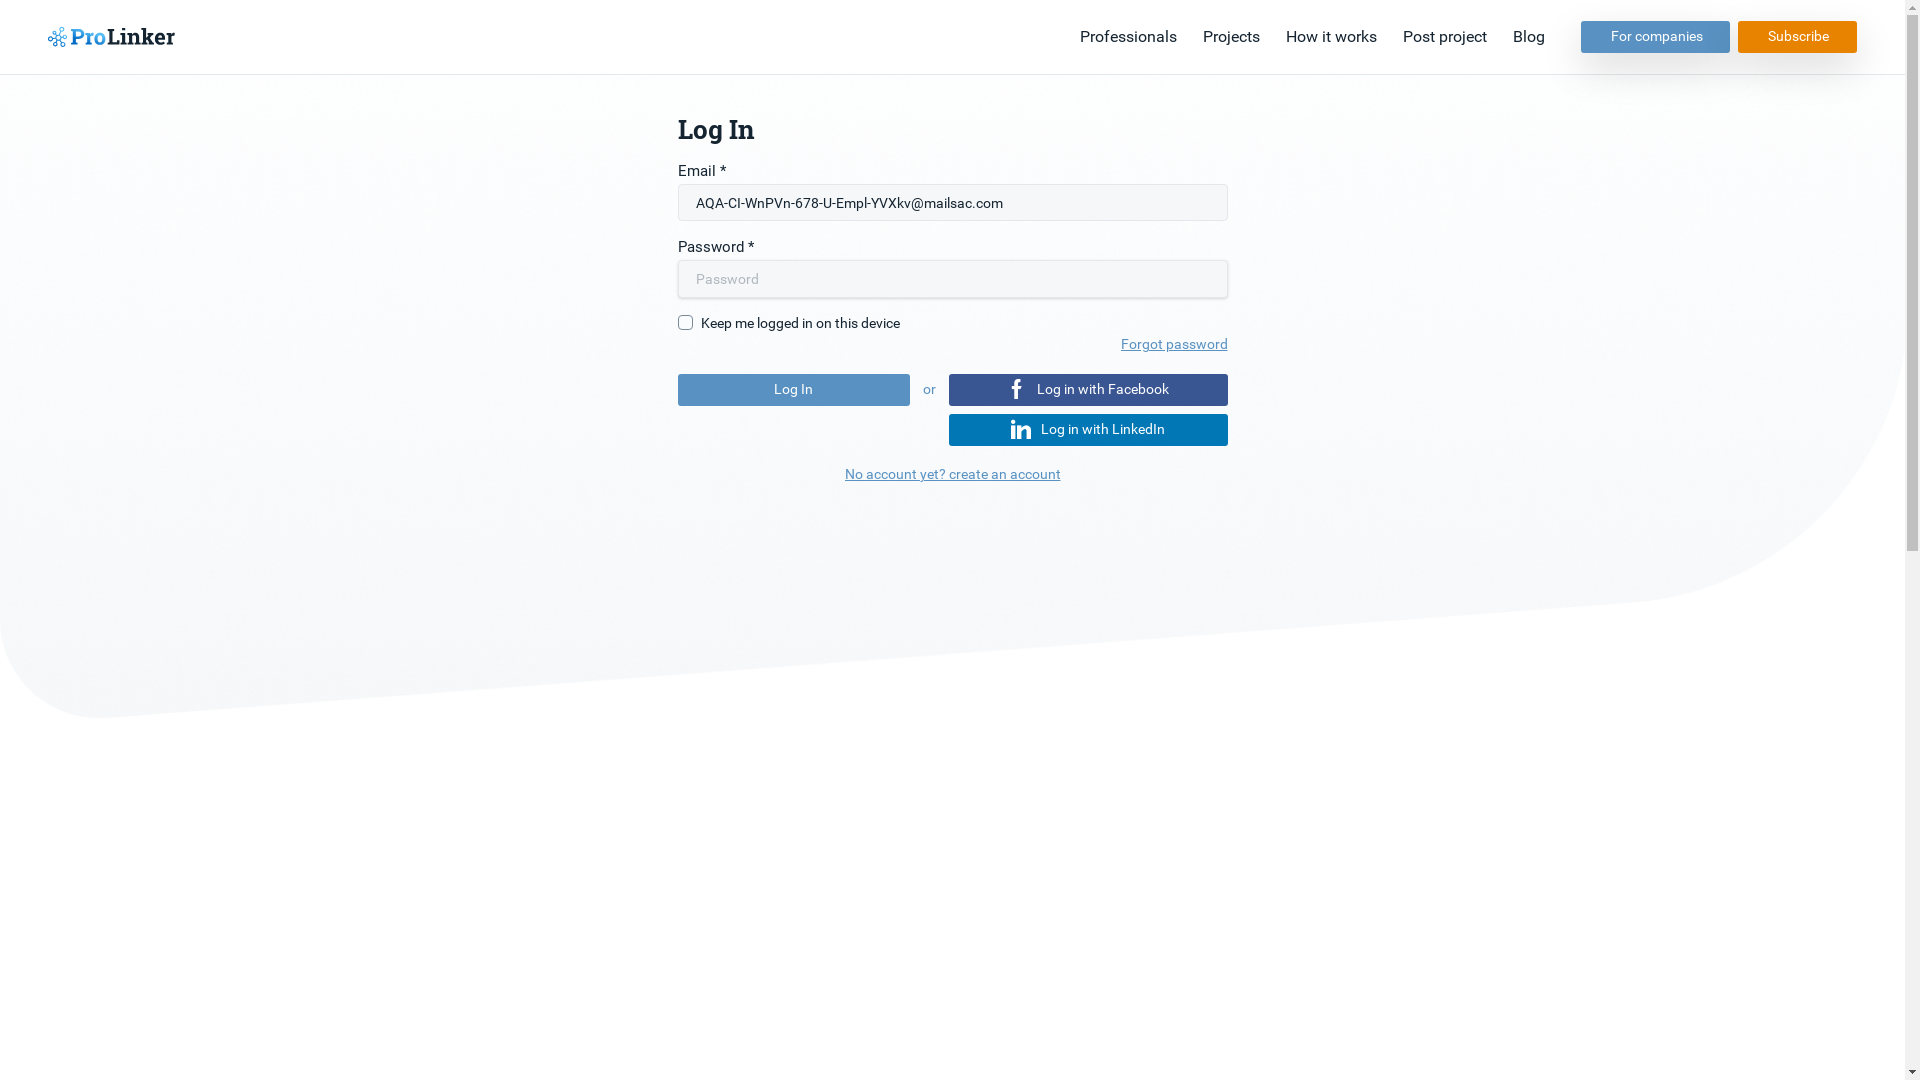 ProLinker
Professionals Projects How it works Post project Blog For companies Subscribe
Log In
Email *
AQA-CI-WnPVn-678-U-Empl-YVXkv@mailsac.com
Password *
Password
Keep me logged in on this device
Forgot password
Log In or Log in with Facebook
Log in with LinkedIn
No account yet? create an account